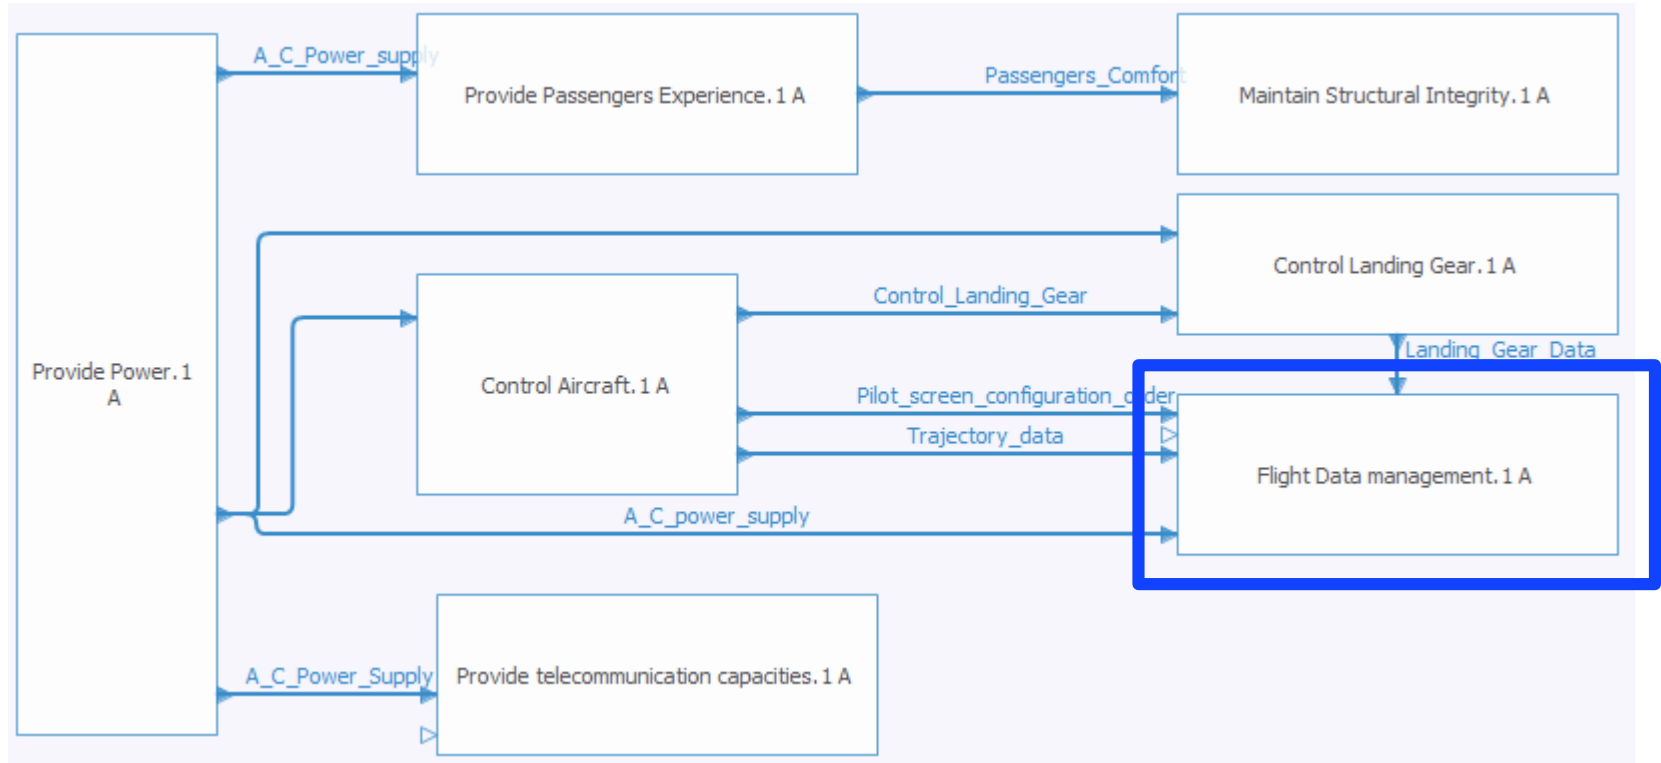 A_C_Power_supply
Provide Passengers Experience.1 A
Passengers_Comfort
Maintain Structural Integrity.1 A
Control Landing Gear.1 A
Control_Landing_Gear
Landing_Gear_Data
Provide Power.1
A
Control Aircraft.1 A
Pilot_screen_configuration_order
Trajectory_data
Flight Data management.1 A
A_C_power_supply
A_C_Power_Supply
Provide telecommunication capacities.1 A